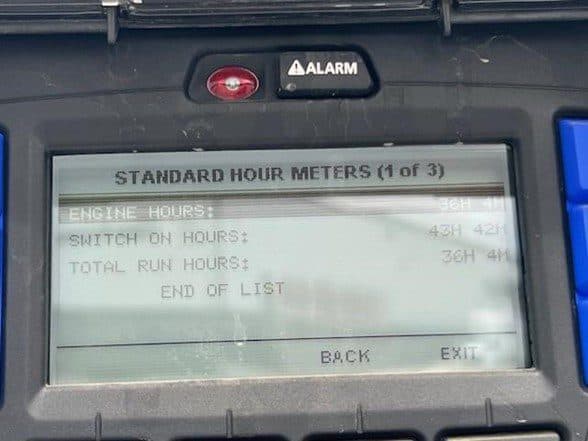 ⚠ALARM
STANDARD HOUR METERS (1 of 3)
ENGINE HOURS: 36H 4M
SWITCH ON HOURS: 43H 42M
TOTAL RUN HOURS: 36H 4M
END OF LIST
BACK EXIT